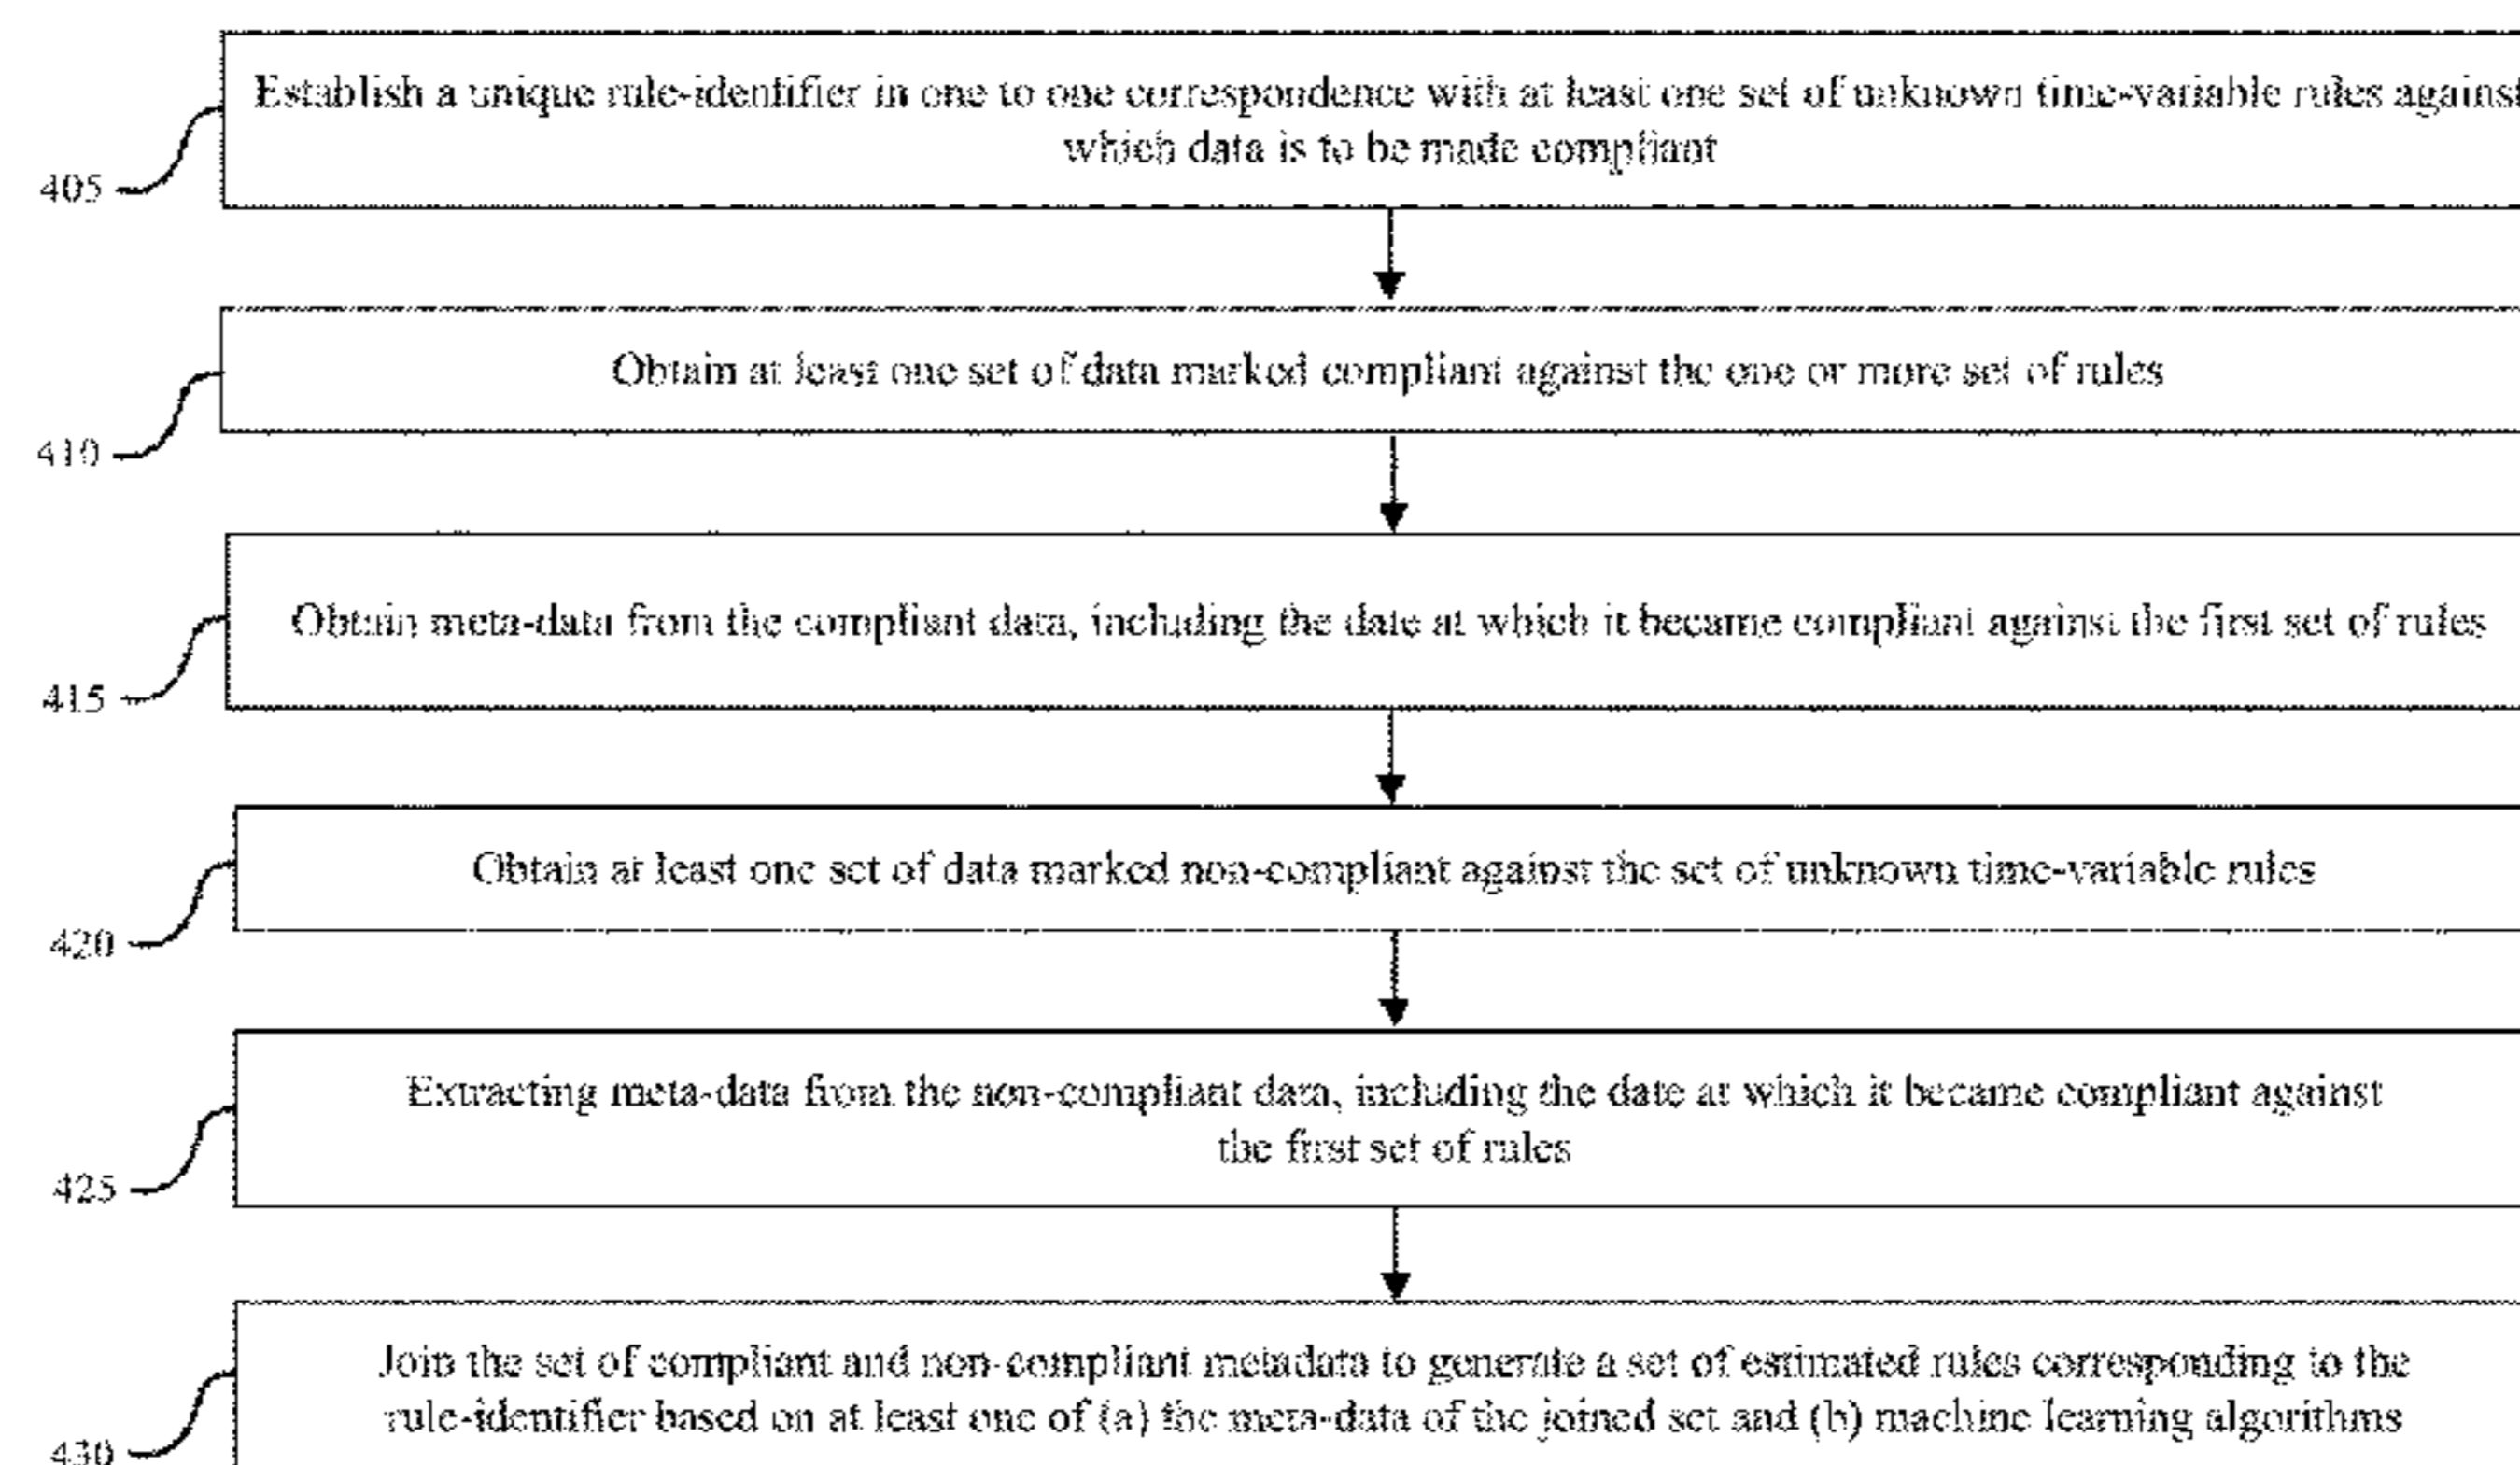 Establish a unique rule-identifier in one to one correspondence with at least one set of unknown time-variable rules against
which data is to be made compliant
405
Obtain at least one set of data marked compliant against the one or more set of rules
410
Obtain meta-data from the compliant data, including the date at which it became compliant against the first set of rules
415
Obtain at least one set of data marked non-compliant against the set of unknown time-variable rules
420
Extracting meta-data from the non-compliant data, including the date at which it became compliant against
the first set of rules
425
Join the set of compliant and non-compliant metadata to generate a set of estimated rules corresponding to the
rule-identifier based on at least one of (a) the meta-data of the joined set and (b) machine learning algorithms
430